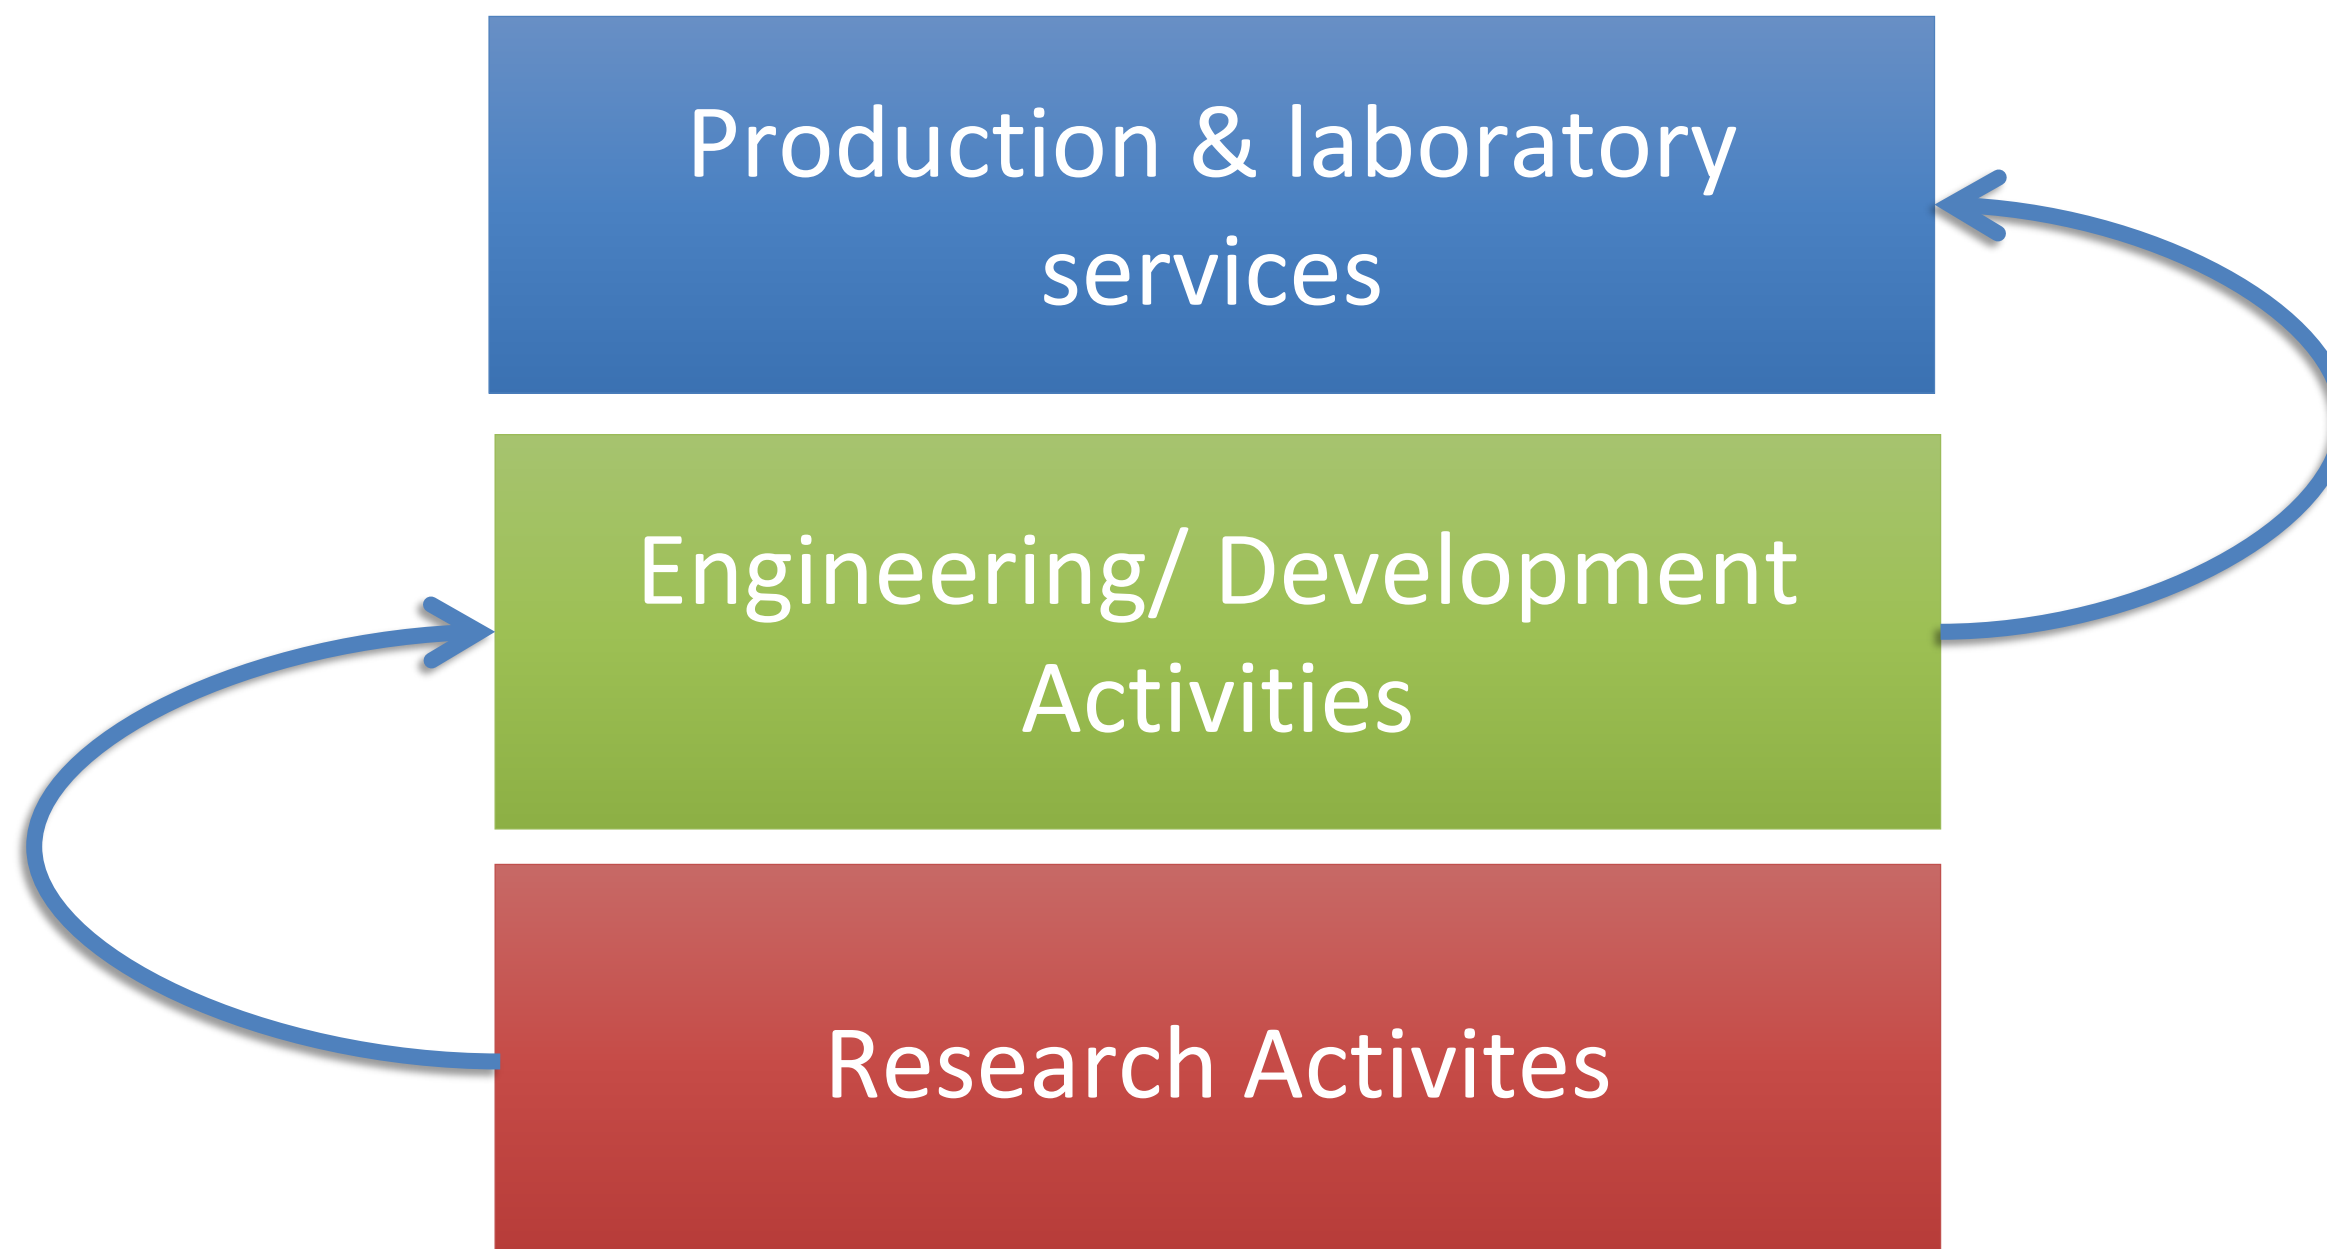 Production & laboratory
services
Engineering/ Development
Activities
Research Activites